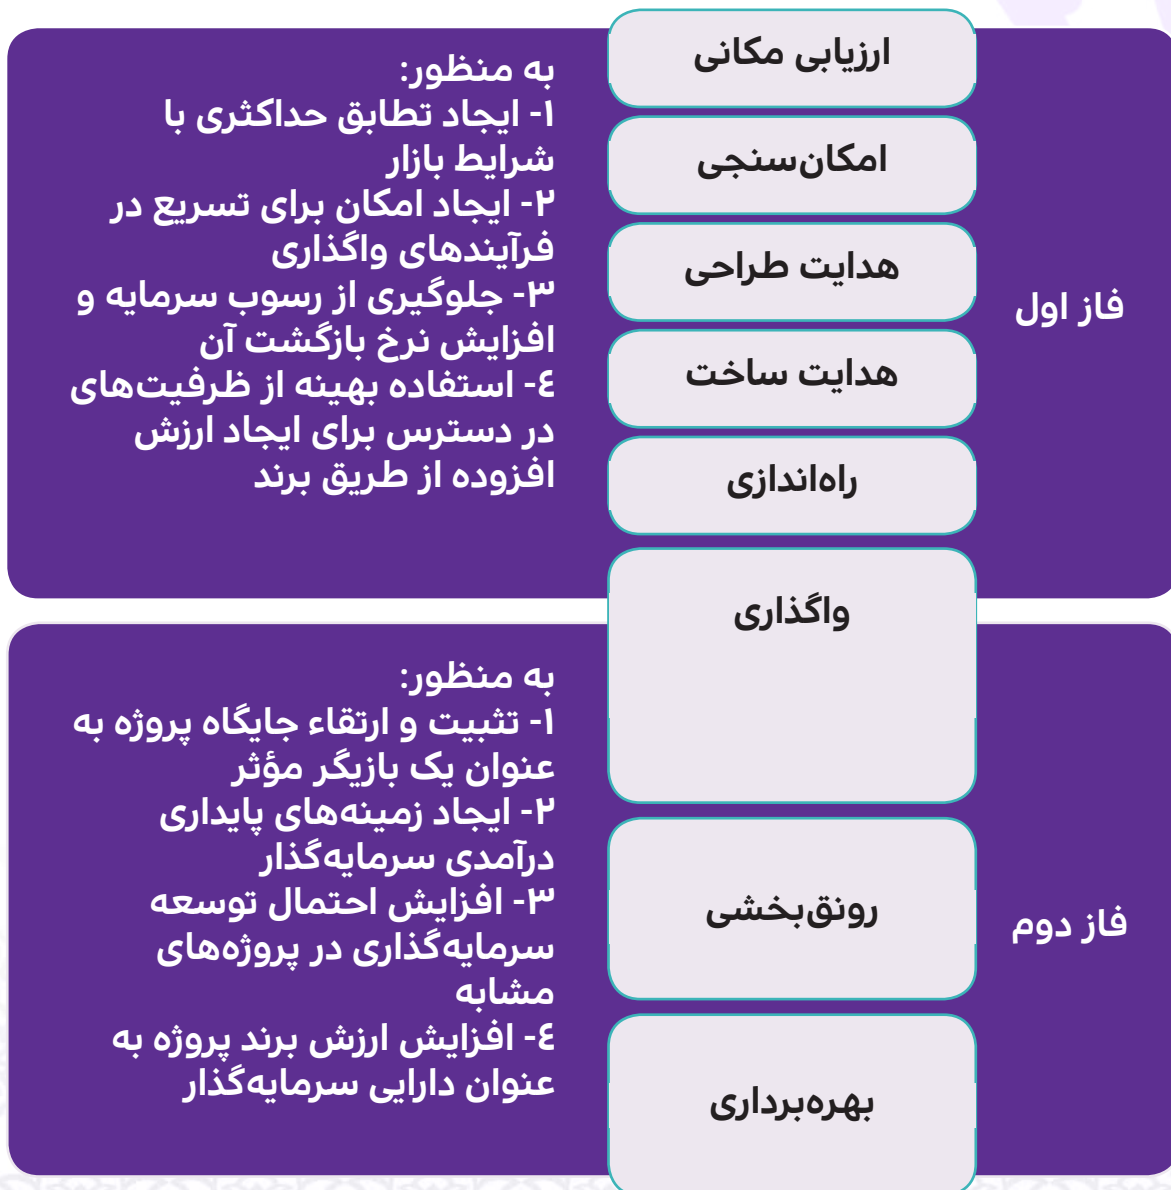 فاز اول
ارزیابی مکانی
امکان‌سنجی
هدایت طراحی
هدایت ساخت
راه‌اندازی
به منظور:
۱- ایجاد تطابق حداکثری با
شرایط بازار
۲- ایجاد امکان برای تسریع در
فرآیندهای واگذاری
۳- جلوگیری از رسوب سرمایه و
افزایش نرخ بازگشت آن
٤- استفاده بهینه از ظرفیت‌های
در دسترس برای ایجاد ارزش
افزوده از طریق برند
واگذاری
فاز دوم
رونق‌بخشی
بهره‌برداری
به منظور:
۱- تثبیت و ارتقاء جایگاه پروژه به
عنوان یک بازیگر مؤثر
۲- ایجاد زمینه‌های پایداری
درآمدی سرمایه‌گذار
۳- افزایش احتمال توسعه
سرمایه‌گذاری در پروژه‌های
مشابه
٤- افزایش ارزش برند پروژه به
عنوان دارایی سرمایه‌گذار